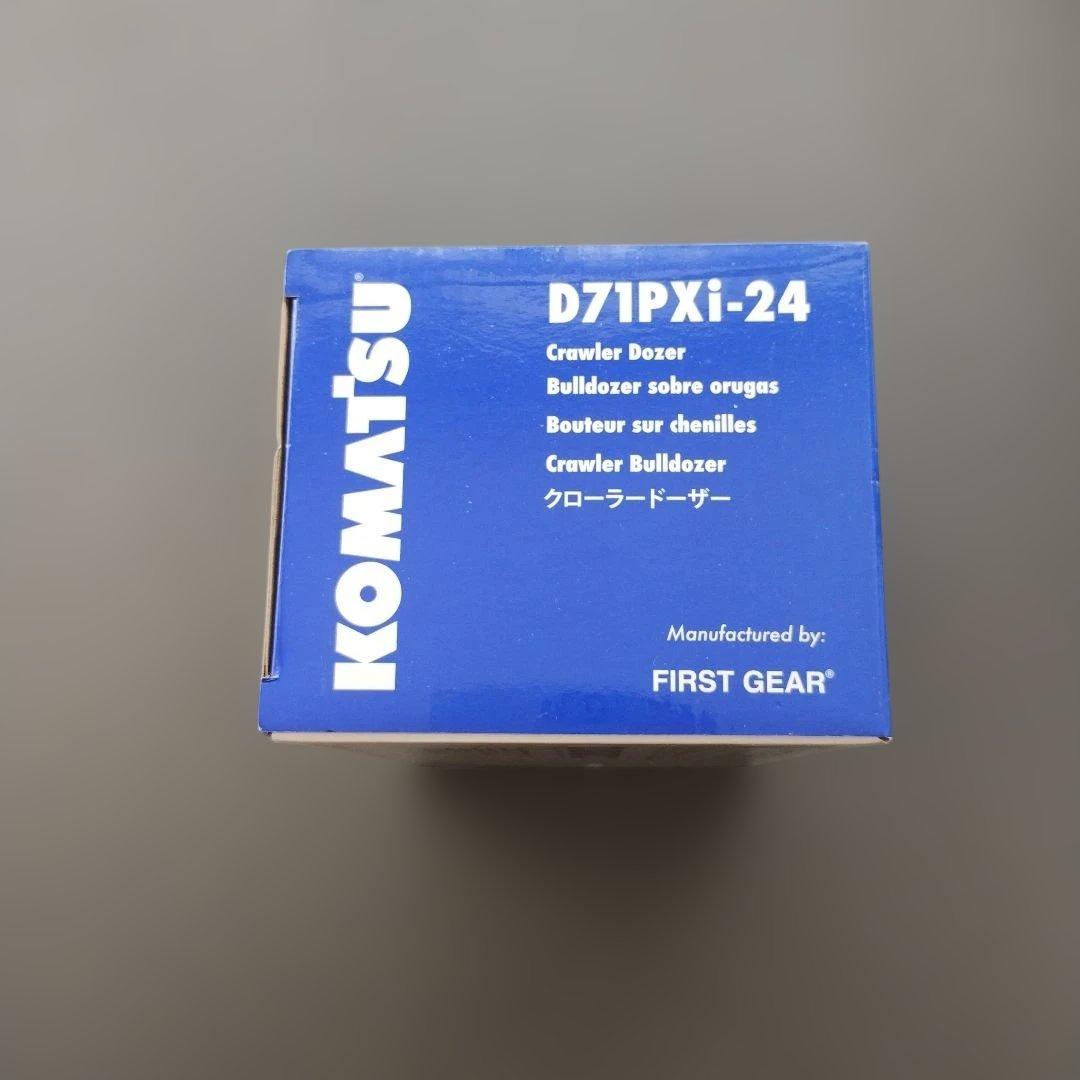 KOMATSU®
D71PXi-24
Crawler Dozer
Bulldozer sobre orugas
Bouteur sur chenilles
Crawler Bulldozer
クローラードーザー
Manufactured by:
FIRST GEAR®